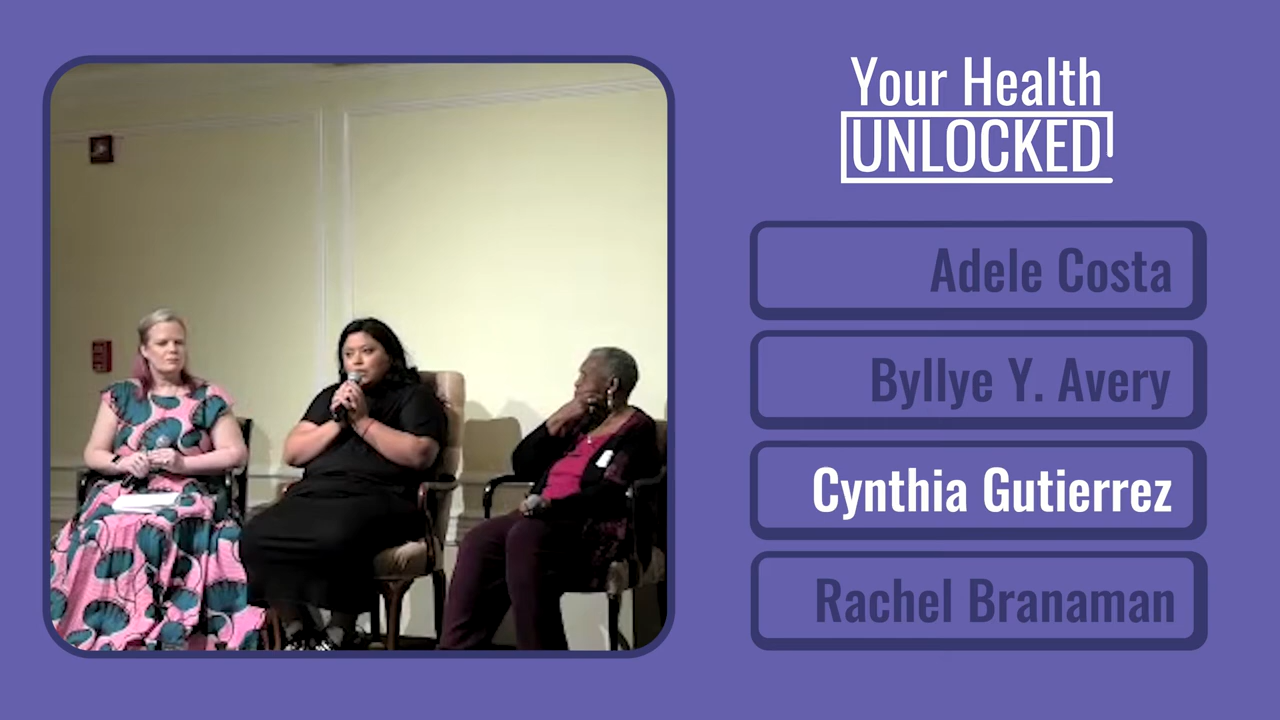 Your Health
UNLOCKED
Adele Costa
Byllye Y. Avery
Cynthia Gutierrez
Rachel Branaman